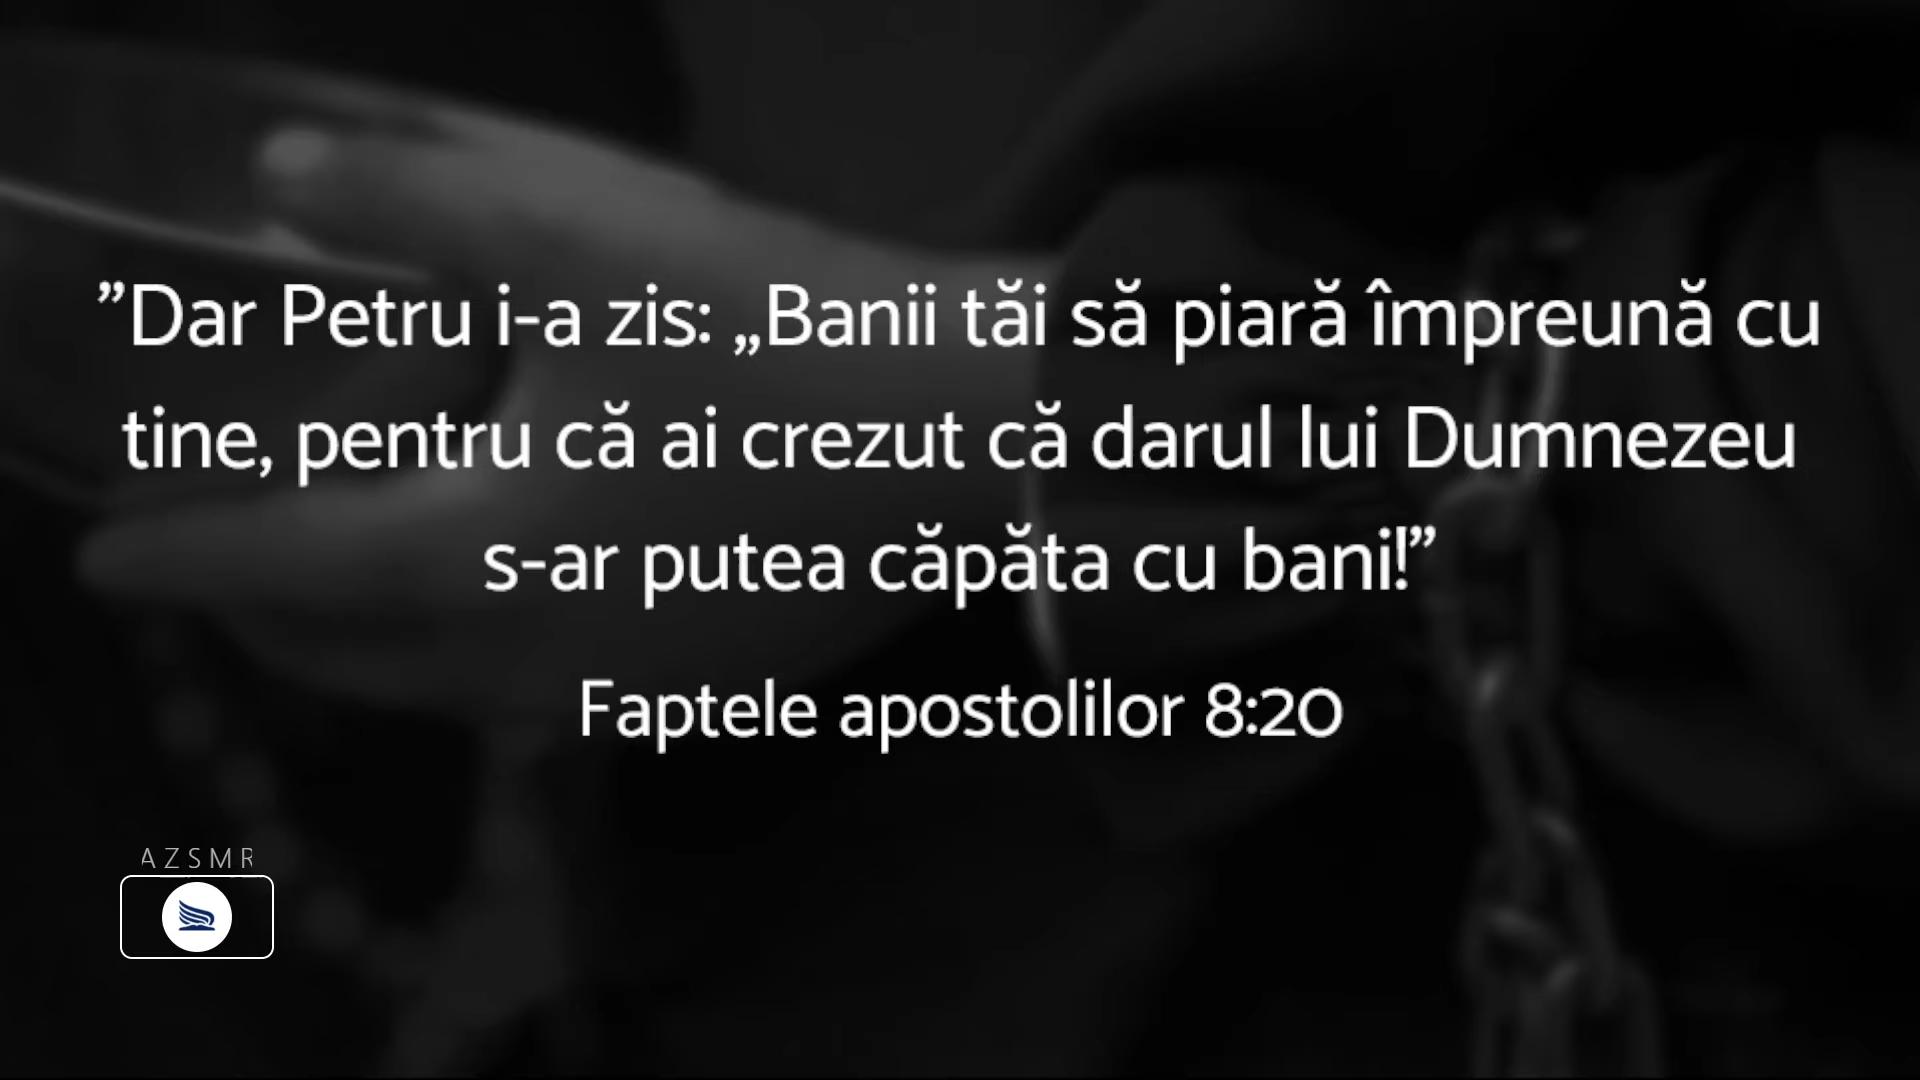 ”Dar Petru i-a zis: „Banii tăi să piară împreună cu
tine, pentru că ai crezut că darul lui Dumnezeu
s-ar putea căpăta cu bani!”
Faptele apostolilor 8:20
AZSMR